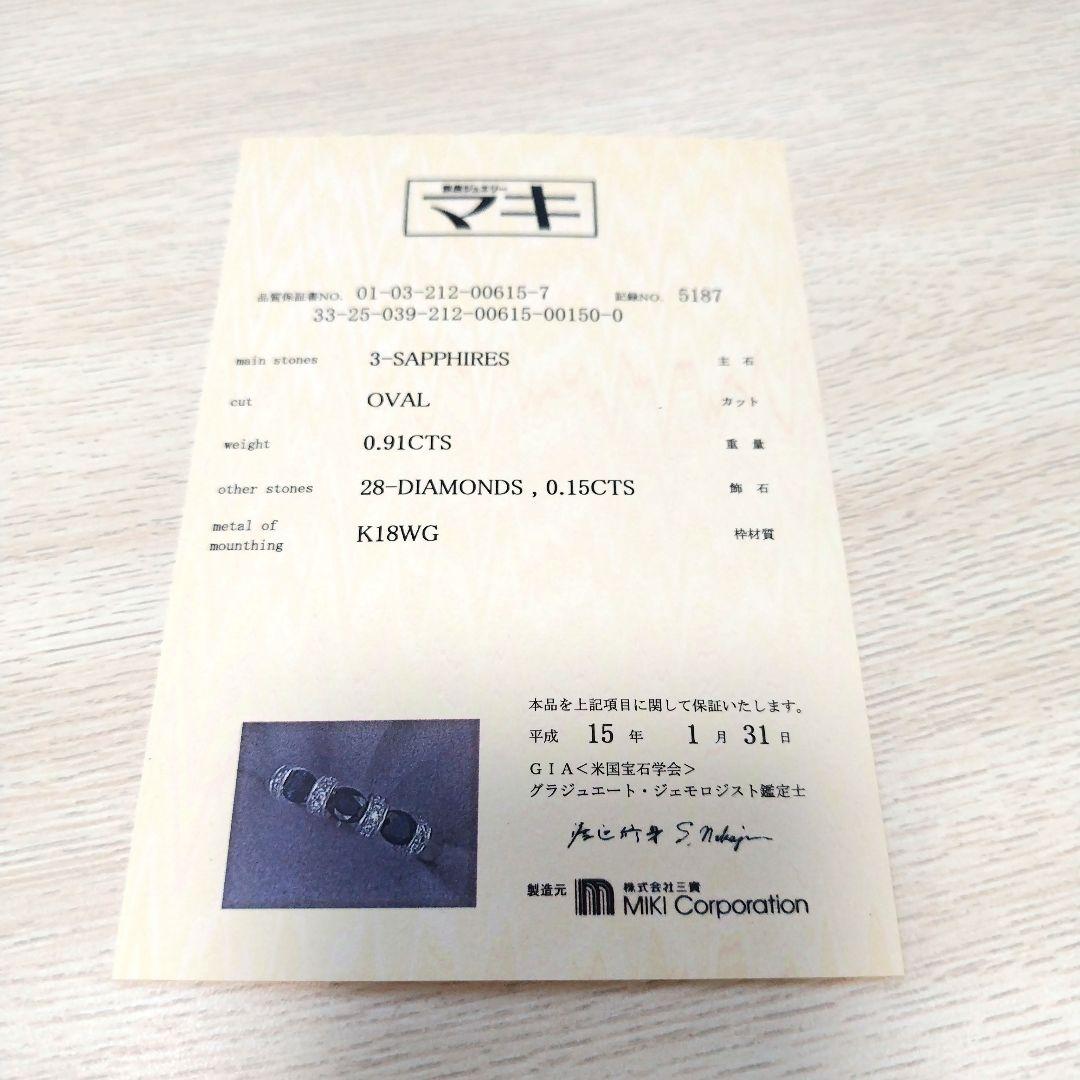 マキ
品質保証書NO. 01-03-212-00615-7 記録NO. 5187
33-25-039-212-00615-00150-0
main stones 3-SAPPHIRES 主 石
cut OVAL カット
weight 0.91CTS 重 量
other stones 28-DIAMONDS , 0.15CTS 飾 石
metal of
mounthing K18WG 枠材質
本品を上記項目に関して保証いたします。
平成 15 年 1 月 31 日
GIA<米国宝石学会>
グラジュエート・ジェモロジスト鑑定士
製造元 株式会社三貴
MIKI Corporation